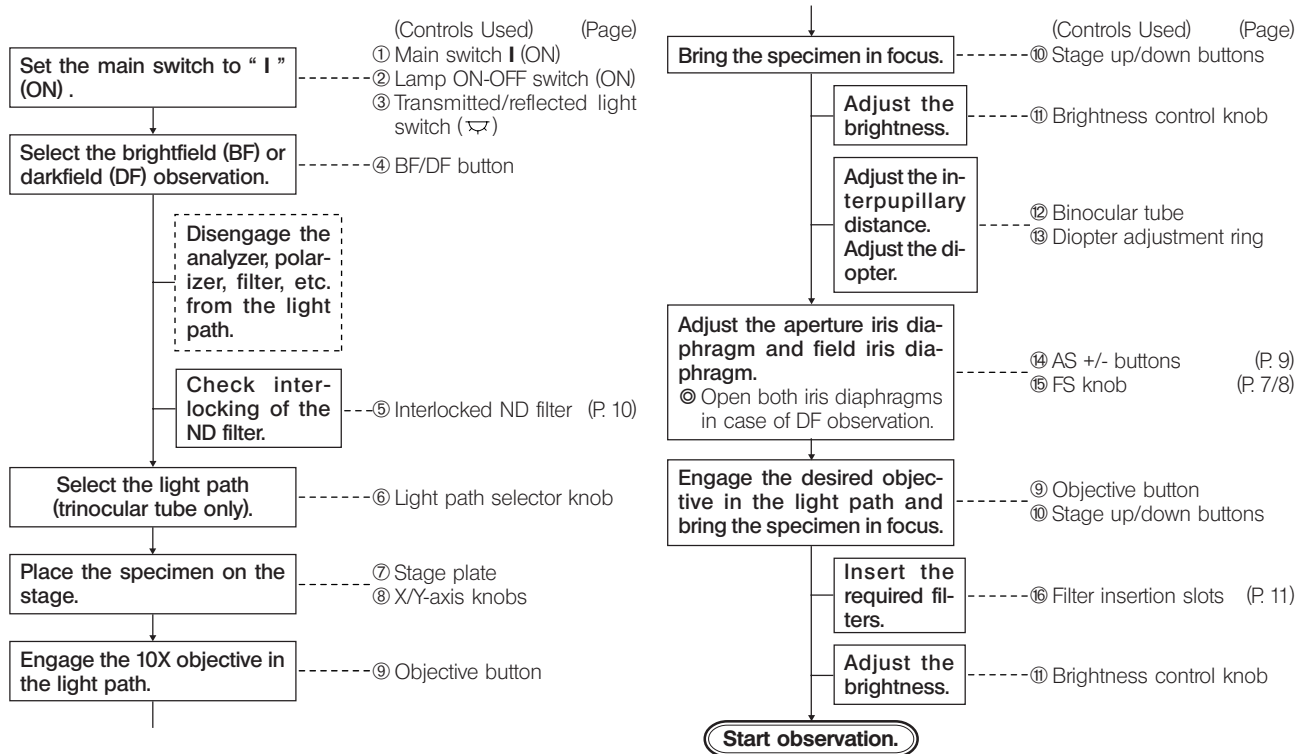 (Controls Used) (Page)
Set the main switch to “ I ”
(ON) .
① Main switch I (ON)
② Lamp ON-OFF switch (ON)
③ Transmitted/reflected light
switch ( )
Select the brightfield (BF) or
darkfield (DF) observation.
④ BF/DF button
Disengage the
analyzer, polar-
izer, filter, etc.
from the light
path.
Check inter-
locking of the
ND filter.
⑤ Interlocked ND filter (P. 10)
Select the light path
(trinocular tube only).
⑥ Light path selector knob
Place the specimen on the
stage.
⑦ Stage plate
⑧ X/Y-axis knobs
Engage the 10X objective in
the light path.
⑨ Objective button
(Controls Used) (Page)
Bring the specimen in focus.
⑩ Stage up/down buttons
Adjust the
brightness.
⑪ Brightness control knob
Adjust the in-
terpupillary
distance.
Adjust the di-
opter.
⑫ Binocular tube
⑬ Diopter adjustment ring
Adjust the aperture iris dia-
phragm and field iris dia-
phragm.
◎ Open both iris diaphragms
in case of DF observation.
⑭ AS +/- buttons (P. 9)
⑮ FS knob (P. 7/8)
Engage the desired objec-
tive in the light path and
bring the specimen in focus.
⑨ Objective button
⑩ Stage up/down buttons
Insert the
required fil-
ters.
⑯ Filter insertion slots (P. 11)
Adjust the
brightness.
⑪ Brightness control knob
Start observation.